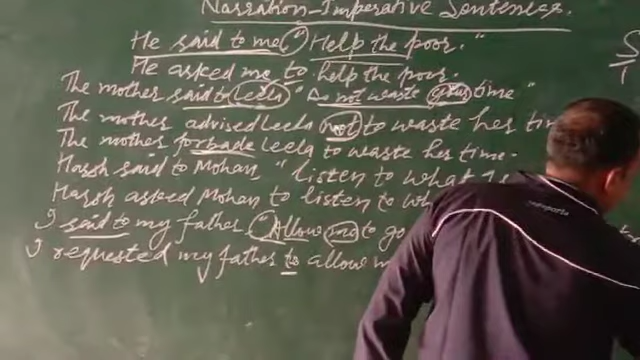 Narration-Imperative Sentences.
He said to me, "Help the poor."
He asked me to help the poor.
The mother said to Leela "Do not waste your time"
The mother advised Leela not to waste her
The mother forbade Leela to waste her time.
Harsh said to Mohan "listen to what I
Harsh asked Mohan to listen to
I said to my father "Allow me to go
I requested my father to allow